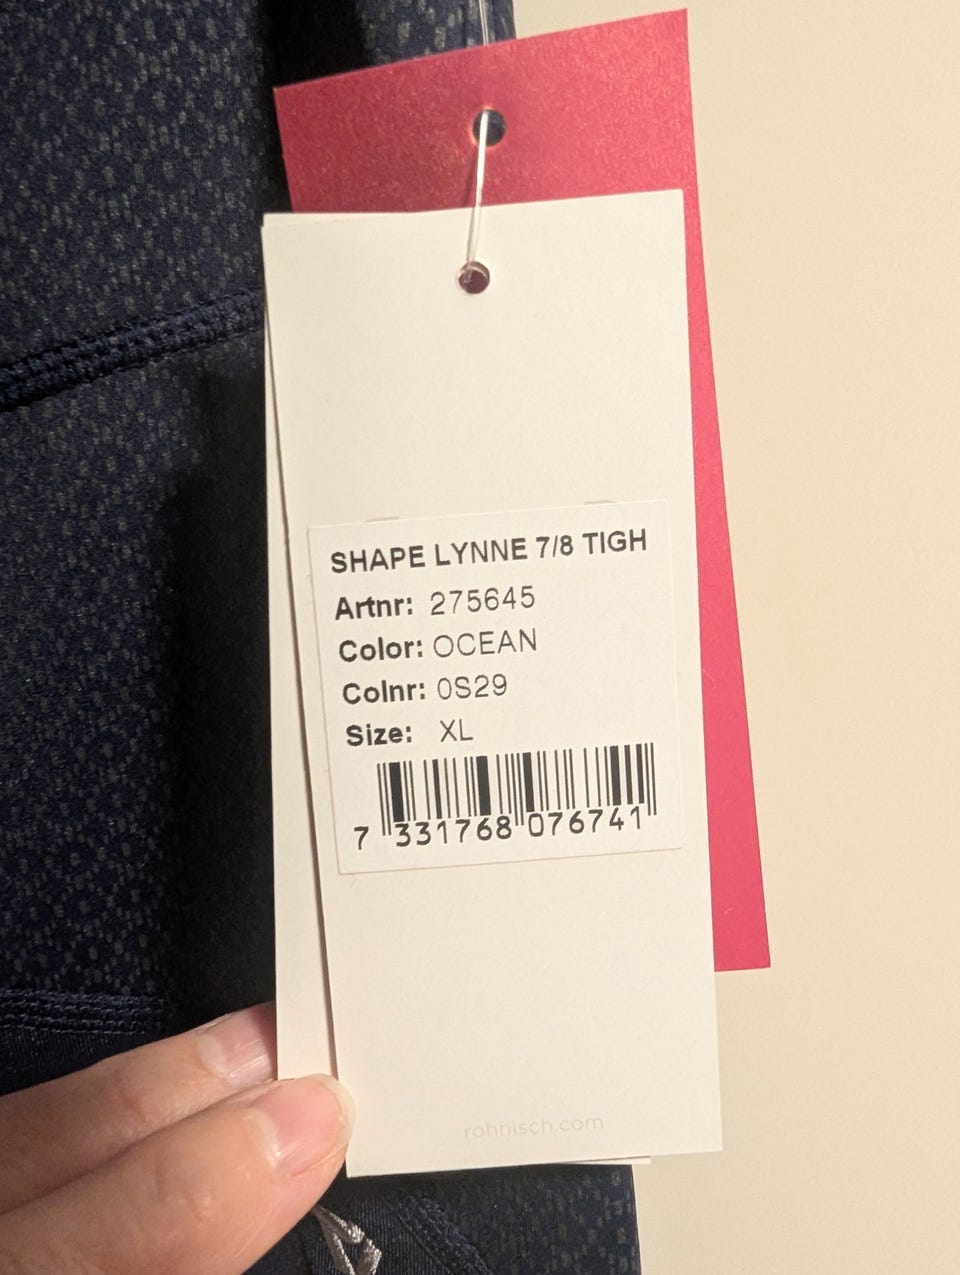 SHAPE LYNNE 7/8 TIGH
Artnr: 275645
Color: OCEAN
Colnr: 0S29
Size: XL
7 331768 076741
rohnisch.com